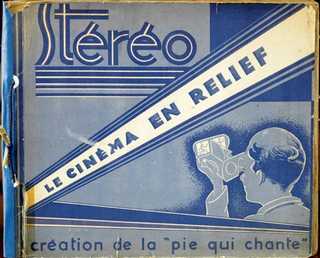 Stéréo
LE CINÉMA EN RELIEF
création de la "pie qui chante"